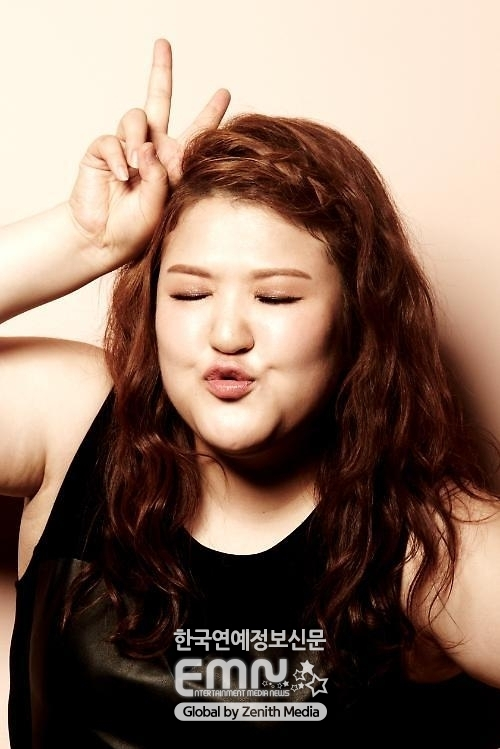 한국연예정보신문
EMN
ENTERTAINMENT MEDIA NEWS
Global by Zenith Media